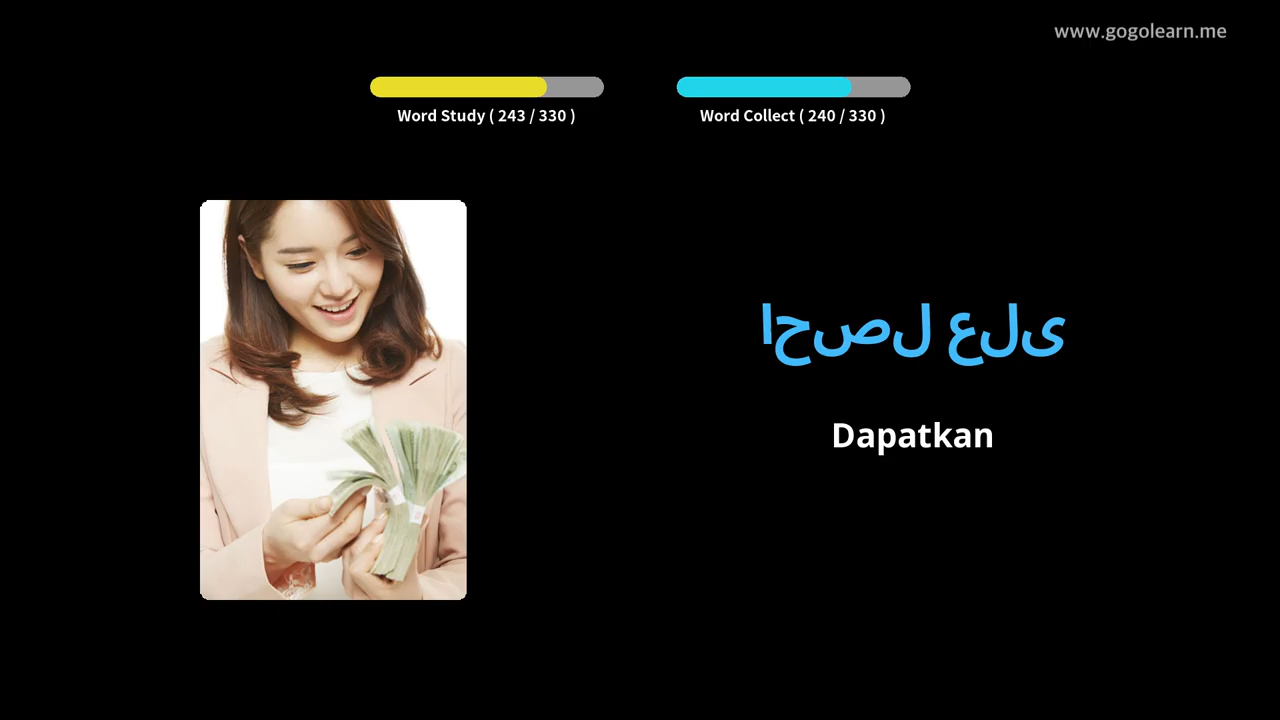 www.gogolearn.me
Word Study ( 243 / 330 )
Word Collect ( 240 / 330 )
احصل على
Dapatkan